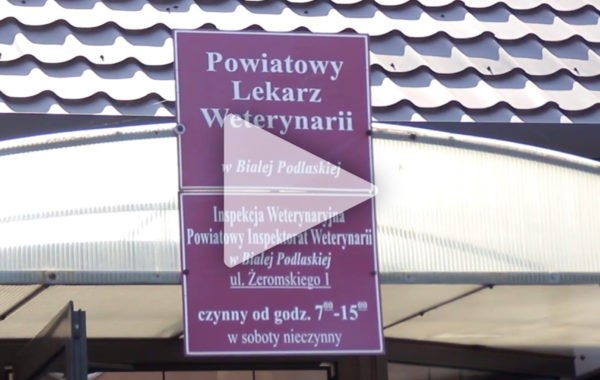 Powiatowy
Lekarz
Weterynarii
w Białej Podlaskiej
Inspekcja Weterynaryjna
Powiatowy Inspektorat Weterynarii
w Białej Podlaskiej
ul. Żeromskiego 1
czynny od godz. 7⁰⁰-15⁰⁰
w soboty nieczynny